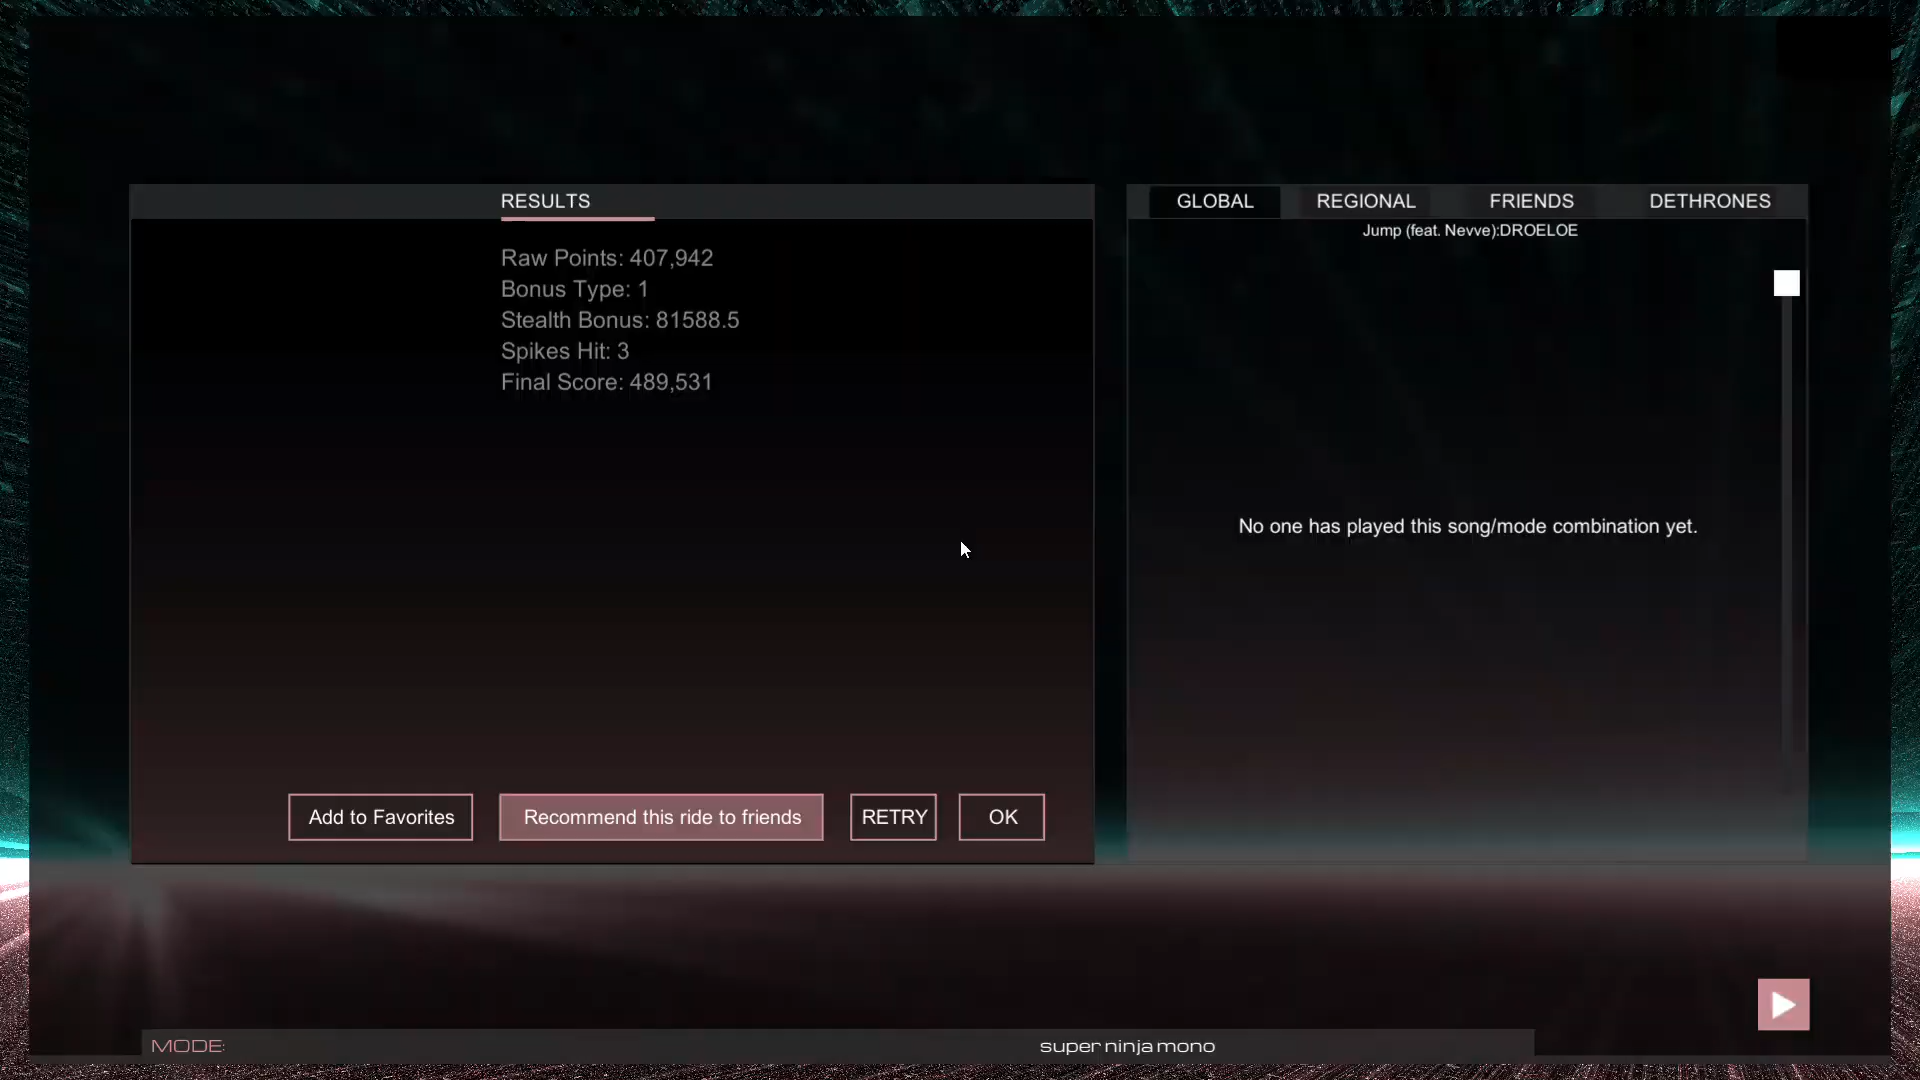 RESULTS
Raw Points: 407,942
Bonus Type: 1
Stealth Bonus: 81588.5
Spikes Hit: 3
Final Score: 489,531
Add to Favorites
Recommend this ride to friends
RETRY
OK
GLOBAL
REGIONAL
FRIENDS
DETHRONES
Jump (feat. Nevve):DROELOE
No one has played this song/mode combination yet.
MODE:
super ninja mono